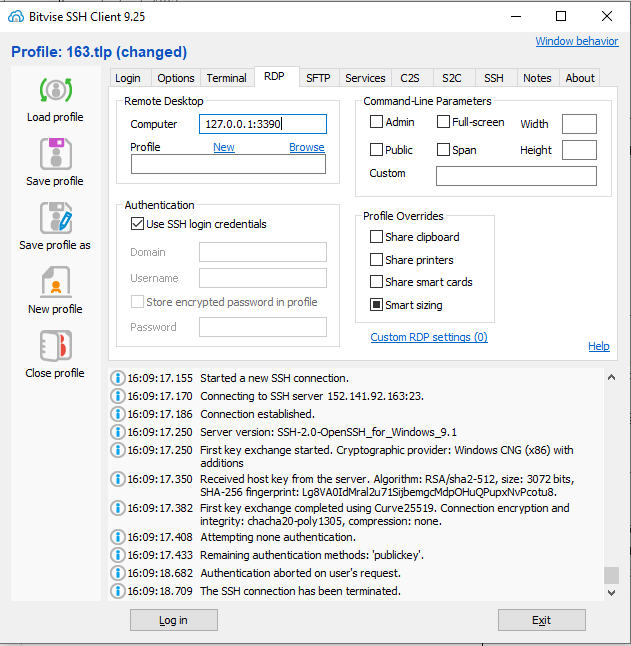 Bitvise SSH Client 9.25
Window behavior
Profile: 163.tlp (changed)
Load profile
Save profile
Save profile as
New profile
Close profile
Login Options Terminal RDP SFTP Services C2S S2C SSH Notes About
Remote Desktop
Computer 127.0.0.1:3390
Profile New Browse
Authentication
Use SSH login credentials
Domain
Username
Store encrypted password in profile
Password
Command-Line Parameters
Admin Full-screen Width
Public Span Height
Custom
Profile Overrides
Share clipboard
Share printers
Share smart cards
Smart sizing
Custom RDP settings (0)
Help
16:09:17.155 Started a new SSH connection.
16:09:17.170 Connecting to SSH server 152.141.92.163:23.
16:09:17.186 Connection established.
16:09:17.250 Server version: SSH-2.0-OpenSSH_for_Windows_9.1
16:09:17.250 First key exchange started. Cryptographic provider: Windows CNG (x86) with
additions
16:09:17.350 Received host key from the server. Algorithm: RSA/sha2-512, size: 3072 bits,
SHA-256 fingerprint: Lg8VA0IdMral2u71SijbemgcMdpOHuQPupxNvPcotu8.
16:09:17.382 First key exchange completed using Curve25519. Connection encryption and
integrity: chacha20-poly1305, compression: none.
16:09:17.408 Attempting none authentication.
16:09:17.433 Remaining authentication methods: 'publickey'.
16:09:18.682 Authentication aborted on user's request.
16:09:18.709 The SSH connection has been terminated.
Log in
Exit